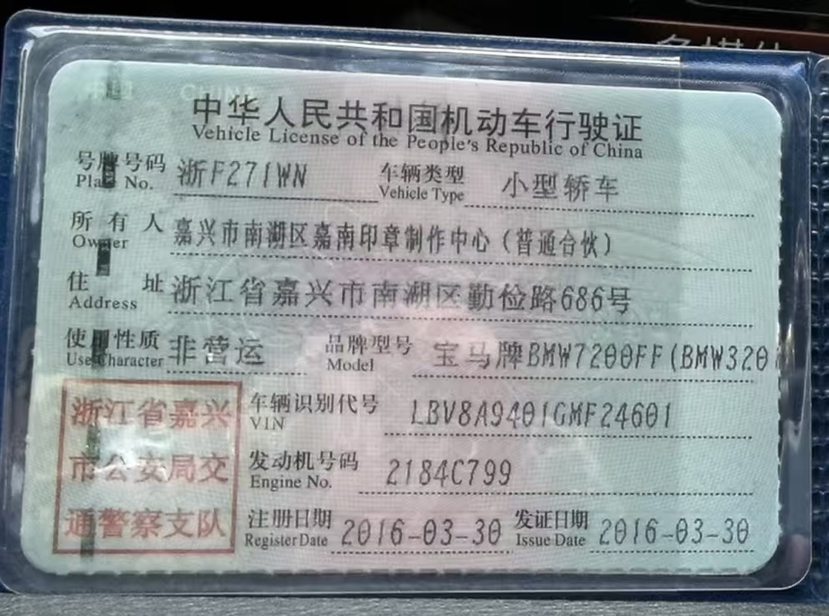 中华人民共和国机动车行驶证
Vehicle License of the People's Republic of China
号牌号码 浙F271WN 车辆类型 小型轿车
Plate No. Vehicle Type
所有人 嘉兴市南湖区嘉南印章制作中心(普通合伙)
Owner
住址 浙江省嘉兴市南湖区勤俭路686号
Address
使用性质 非营运 品牌型号 宝马牌BMW7200FF(BMW320
Use Character Model
浙江省嘉兴 车辆识别代号 LBV8A9401GMF24601
VIN
市公安局交 发动机号码 2184C799
Engine No.
通警察支队 注册日期 2016-03-30 发证日期 2016-03-30
Register Date Issue Date